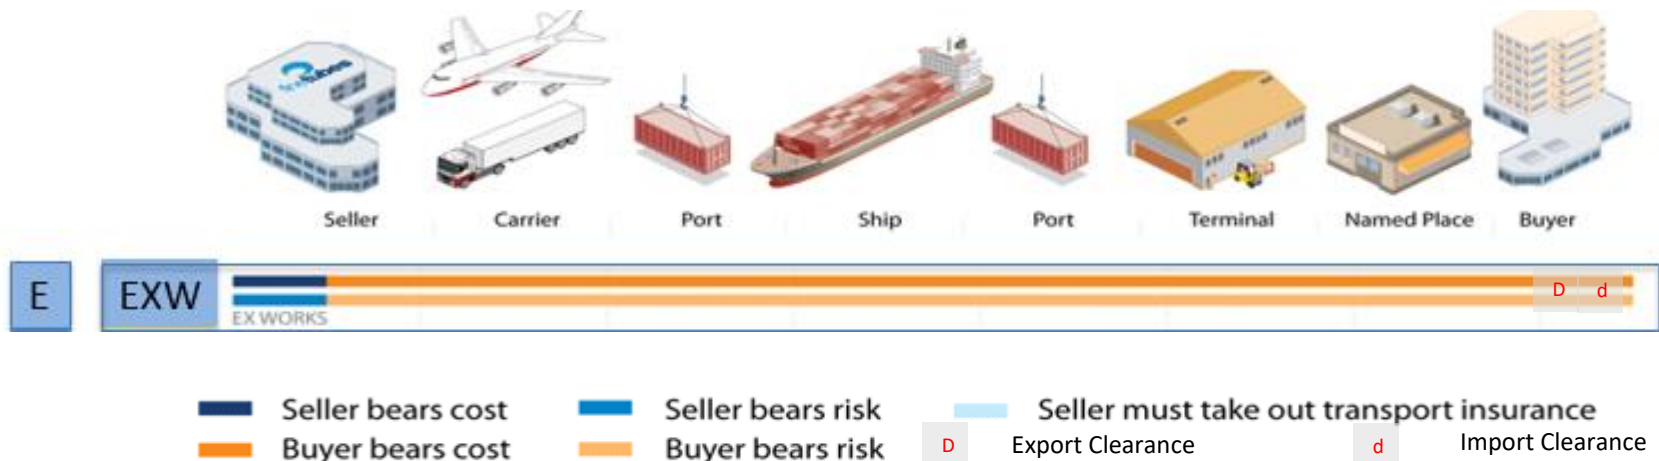 Seller Carrier Port Ship Port Terminal Named Place Buyer
E EXW D d
EX WORKS
Seller bears cost Seller bears risk Seller must take out transport insurance
Buyer bears cost Buyer bears risk D Export Clearance d Import Clearance